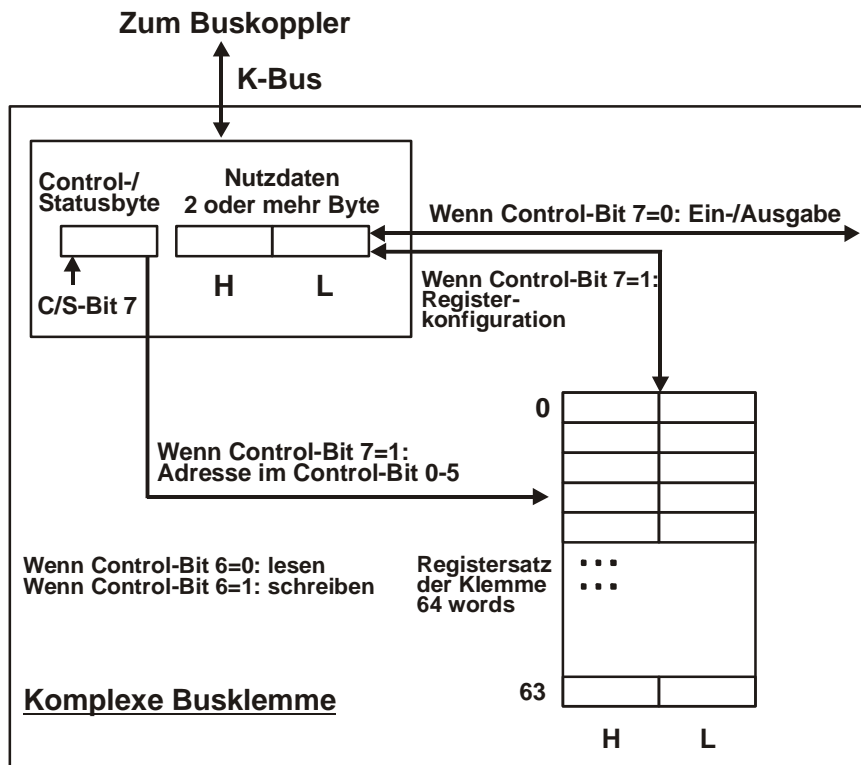 Zum Buskoppler
K-Bus
Control-/
Statusbyte
Nutzdaten
2 oder mehr Byte
H
L
C/S-Bit 7
Wenn Control-Bit 7=0: Ein-/Ausgabe
Wenn Control-Bit 7=1:
Register-
konfiguration
0
Wenn Control-Bit 7=1:
Adresse im Control-Bit 0-5
Wenn Control-Bit 6=0: lesen
Wenn Control-Bit 6=1: schreiben
Registersatz
der Klemme
64 words
...
...
63
H
L
Komplexe Busklemme